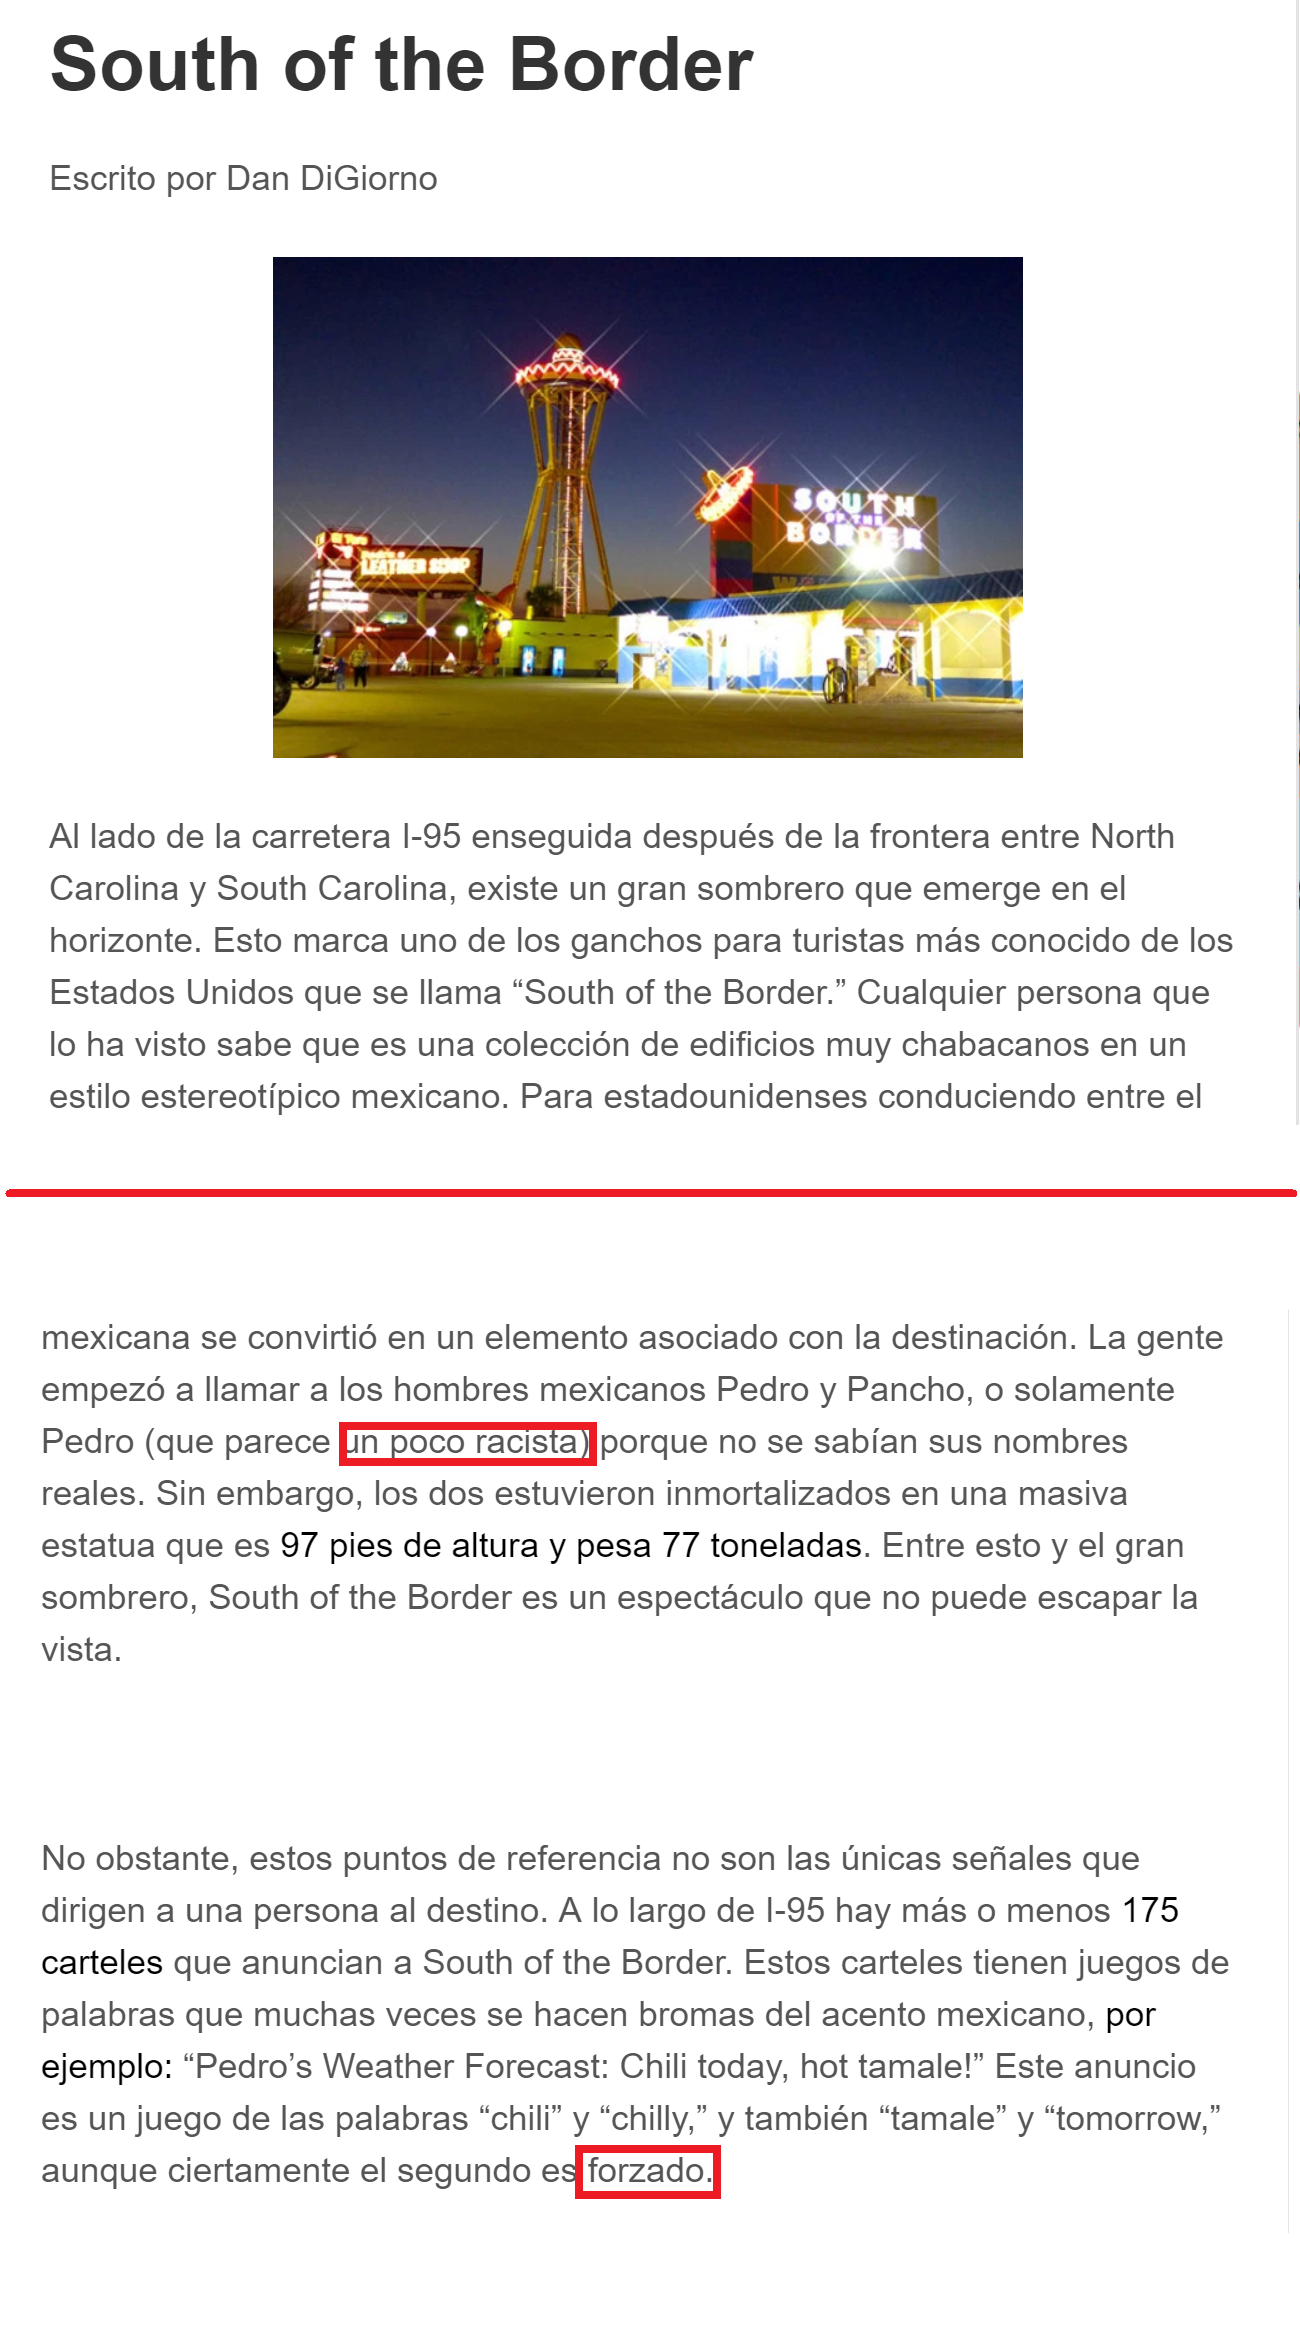 South of the Border
Escrito por Dan DiGiorno
LEATHER SHOP
SOUTH
OF THE
BORDER
Al lado de la carretera I-95 enseguida después de la frontera entre North
Carolina y South Carolina, existe un gran sombrero que emerge en el
horizonte. Esto marca uno de los ganchos para turistas más conocido de los
Estados Unidos que se llama “South of the Border.” Cualquier persona que
lo ha visto sabe que es una colección de edificios muy chabacanos en un
estilo estereotípico mexicano. Para estadounidenses conduciendo entre el
mexicana se convirtió en un elemento asociado con la destinación. La gente
empezó a llamar a los hombres mexicanos Pedro y Pancho, o solamente
Pedro (que parece un poco racista) porque no se sabían sus nombres
reales. Sin embargo, los dos estuvieron inmortalizados en una masiva
estatua que es 97 pies de altura y pesa 77 toneladas. Entre esto y el gran
sombrero, South of the Border es un espectáculo que no puede escapar la
vista.
No obstante, estos puntos de referencia no son las únicas señales que
dirigen a una persona al destino. A lo largo de I-95 hay más o menos 175
carteles que anuncian a South of the Border. Estos carteles tienen juegos de
palabras que muchas veces se hacen bromas del acento mexicano, por
ejemplo: “Pedro’s Weather Forecast: Chili today, hot tamale!” Este anuncio
es un juego de las palabras “chili” y “chilly,” y también “tamale” y “tomorrow,”
aunque ciertamente el segundo es forzado.